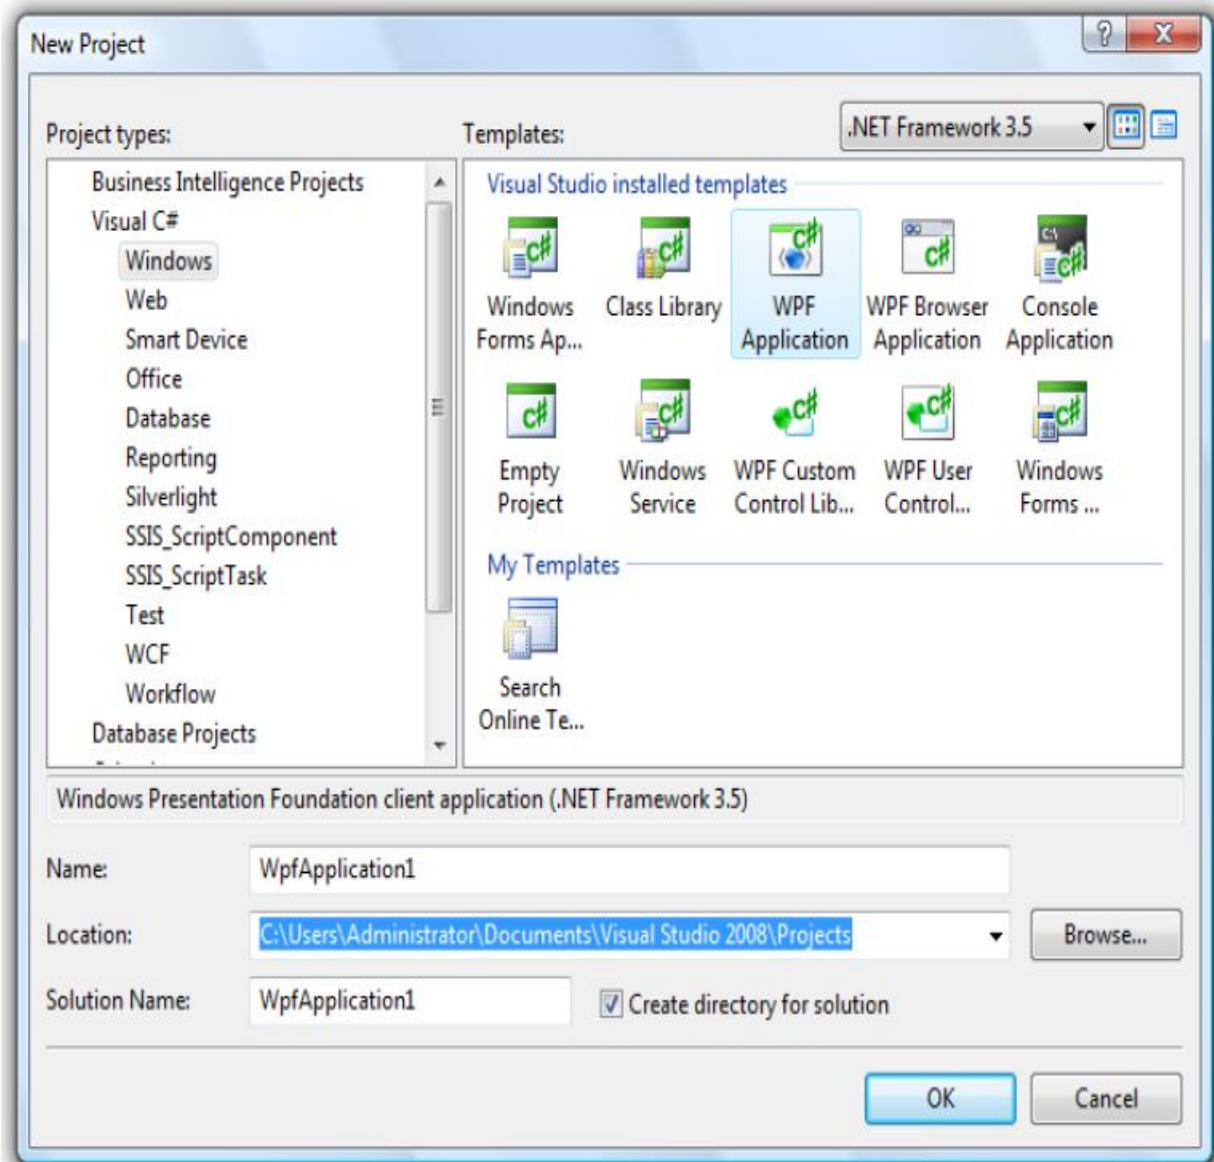 New Project
Project types:
Templates:
.NET Framework 3.5
Business Intelligence Projects
Visual C#
Windows
Web
Smart Device
Office
Database
Reporting
Silverlight
SSIS_ScriptComponent
SSIS_ScriptTask
Test
WCF
Workflow
Database Projects
Visual Studio installed templates
Windows
Forms Ap...
Class Library
WPF
Application
WPF Browser
Application
Console
Application
Empty
Project
Windows
Service
WPF Custom
Control Lib...
WPF User
Control...
Windows
Forms ...
My Templates
Search
Online Te...
Windows Presentation Foundation client application (.NET Framework 3.5)
Name:
WpfApplication1
Location:
C:\Users\Administrator\Documents\Visual Studio 2008\Projects
Browse...
Solution Name:
WpfApplication1
Create directory for solution
OK
Cancel